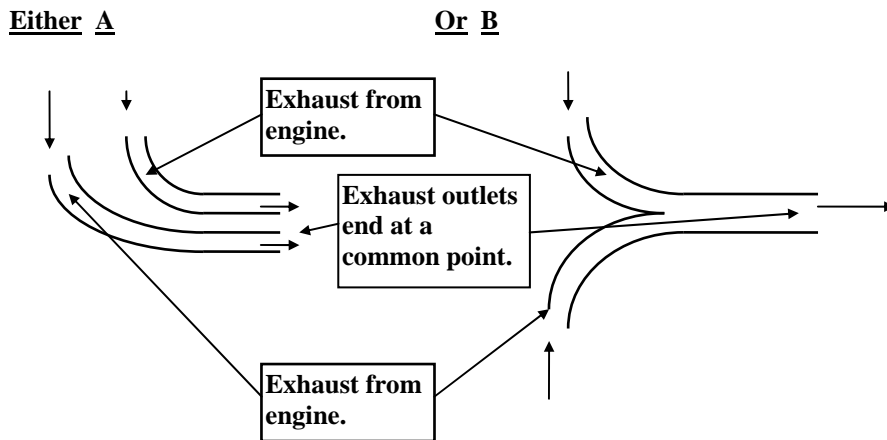 Either A
Or B
Exhaust from
engine.
Exhaust outlets
end at a
common point.
Exhaust from
engine.